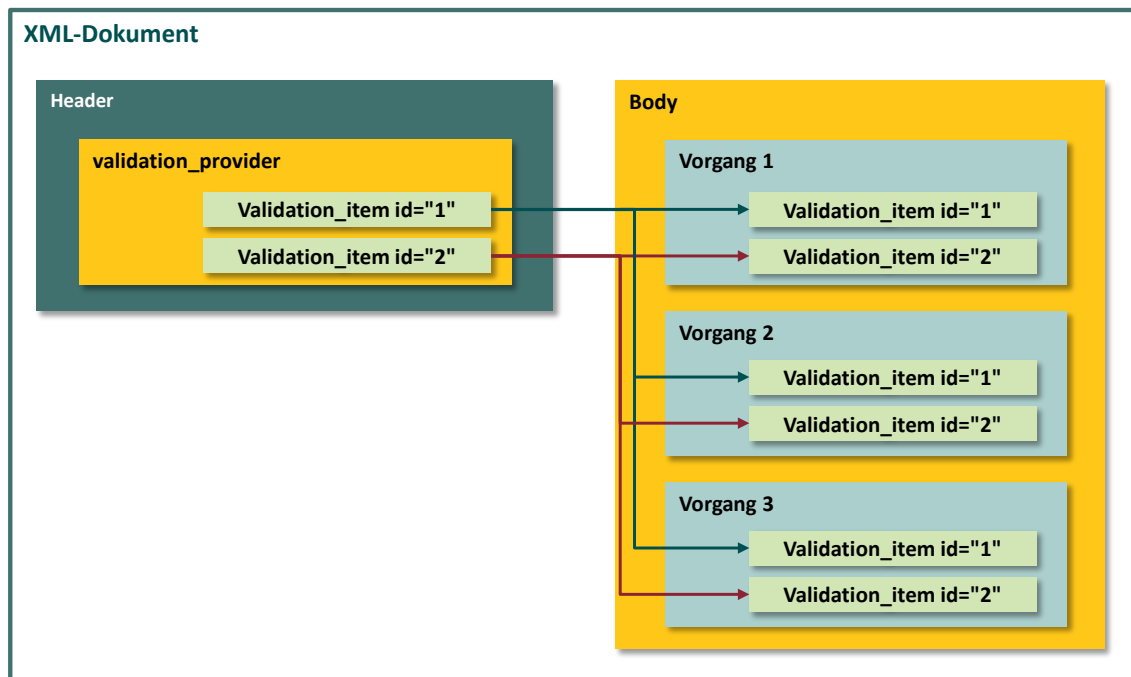 XML-Dokument
Header
validation_provider
Validation_item id="1"
Validation_item id="2"
Body
Vorgang 1
Validation_item id="1"
Validation_item id="2"
Vorgang 2
Validation_item id="1"
Validation_item id="2"
Vorgang 3
Validation_item id="1"
Validation_item id="2"